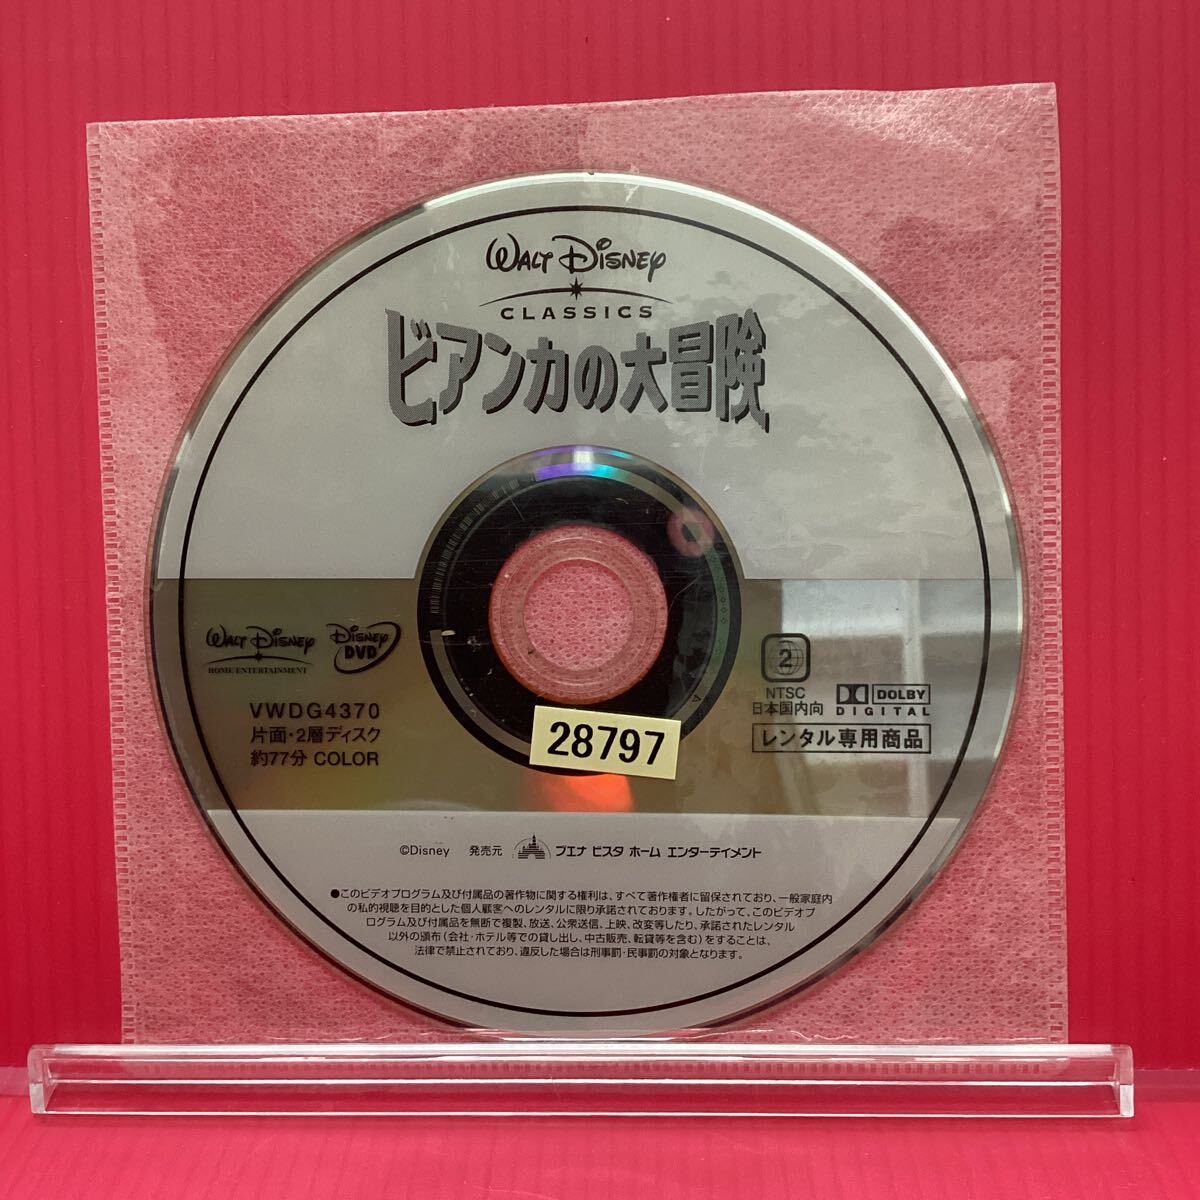 WALT DISNEY
CLASSICS
ビアンカの大冒険
WALT DISNEY
HOME ENTERTAINMENT
DISNEY
DVD
VWDG4370
片面・2層ディスク
約77分 COLOR
2
NTSC
日本国内向
DOLBY
DIGITAL
レンタル専用商品
28797
©Disney 発売元 ブエナ ビスタ ホーム エンターテイメント
●このビデオプログラム及び付属品の著作物に関する権利は、すべて著作権者に留保されており、一般家庭内
の私的視聴を目的とした個人顧客へのレンタルに限り承諾されております。したがって、このビデオプ
ログラム及び付属品を無断で複製、放送、公衆送信、上映、改変等したり、承諾されたレンタル
以外の頒布(会社・ホテル等での貸し出し、中古販売、転貸等を含む)をすることは、
法律で禁止されており、違反した場合は刑事罰・民事罰の対象となります。